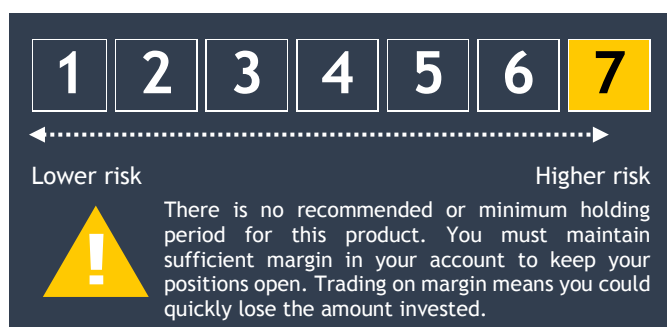 1 2 3 4 5 6 7
Lower risk Higher risk
!
There is no recommended or minimum holding
period for this product. You must maintain
sufficient margin in your account to keep your
positions open. Trading on margin means you could
quickly lose the amount invested.